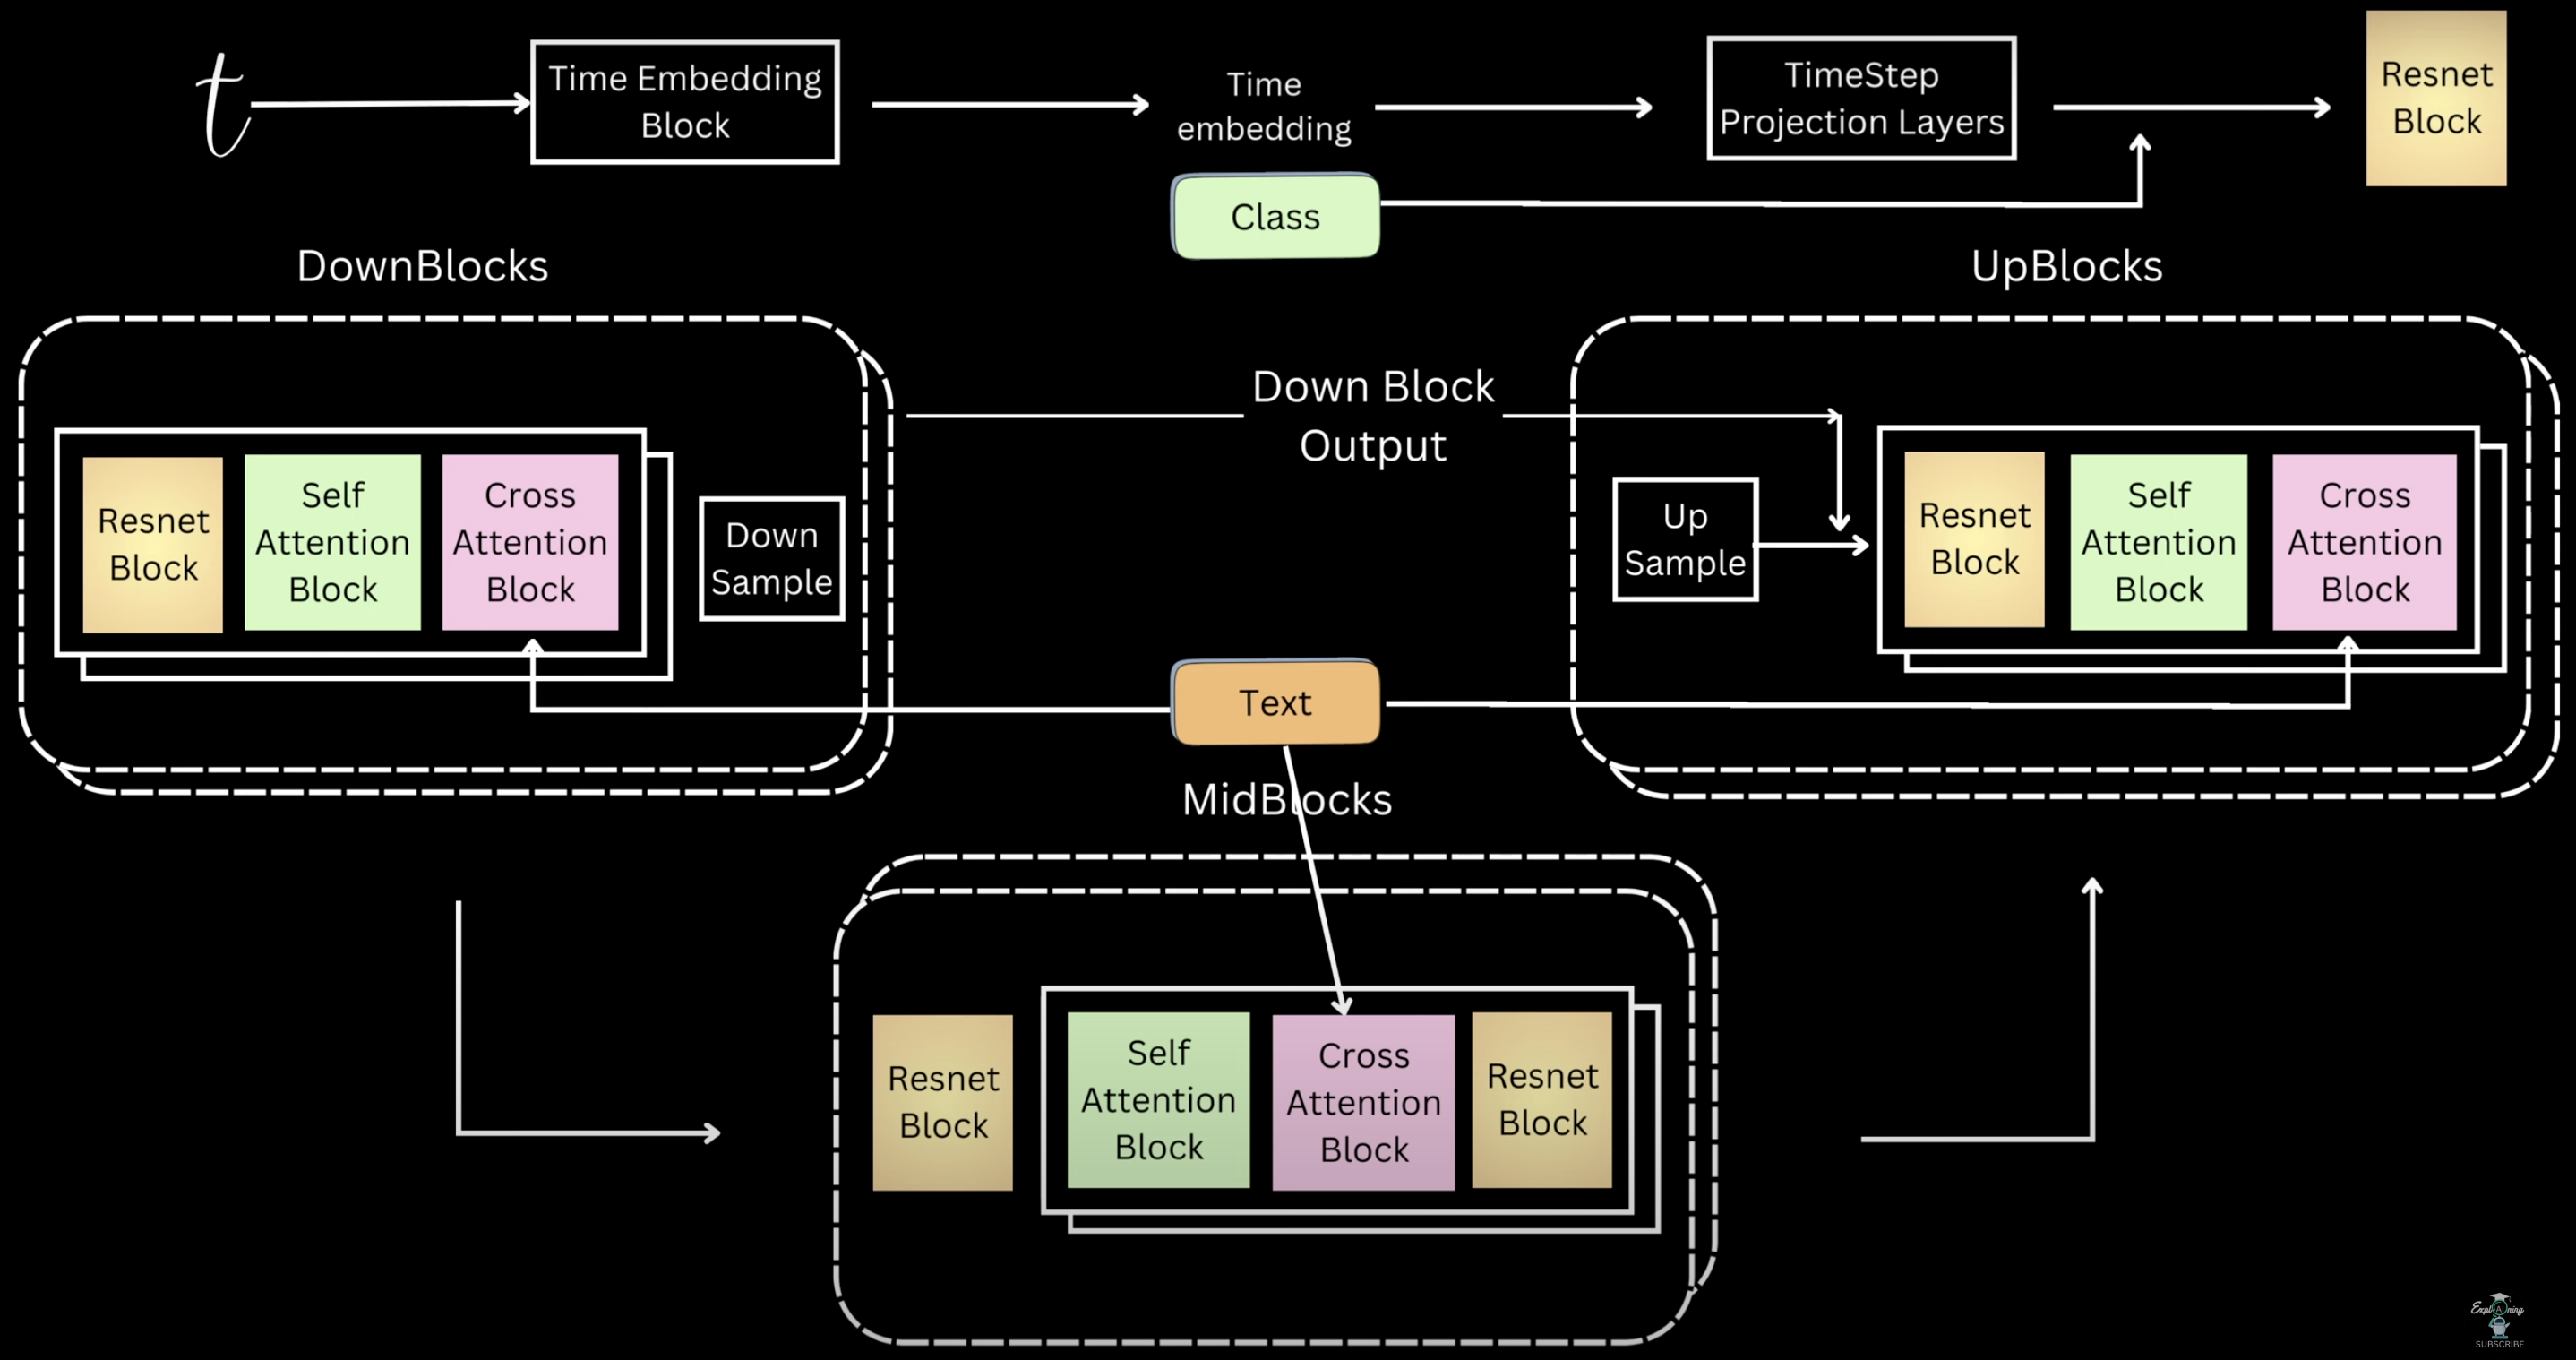 t
Time Embedding
Block
Time
embedding
TimeStep
Projection Layers
Resnet
Block
Class
DownBlocks
UpBlocks
Down Block
Output
Resnet
Block
Self
Attention
Block
Cross
Attention
Block
Down
Sample
Up
Sample
Resnet
Block
Self
Attention
Block
Cross
Attention
Block
Text
MidBlocks
Resnet
Block
Self
Attention
Block
Cross
Attention
Block
Resnet
Block
ExplAIning
SUBSCRIBE